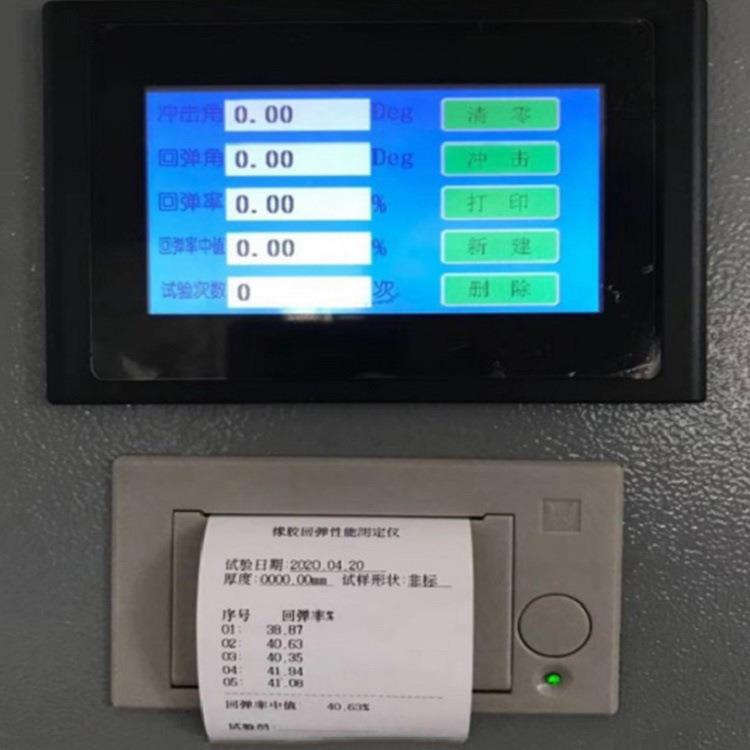 冲击角 0.00 Deg 清零
回弹角 0.00 Deg 冲击
回弹率 0.00 % 打印
回弹率中值 0.00 % 新建
试验次数 0 次 删除
橡胶回弹性能测定仪
试验日期:2020.04.20
厚度:0000.00mm 试样形状:非标
序号 回弹率%
01: 38.87
02: 40.63
03: 40.35
04: 41.94
05: 41.08
回弹率中值: 40.63%
试验员: